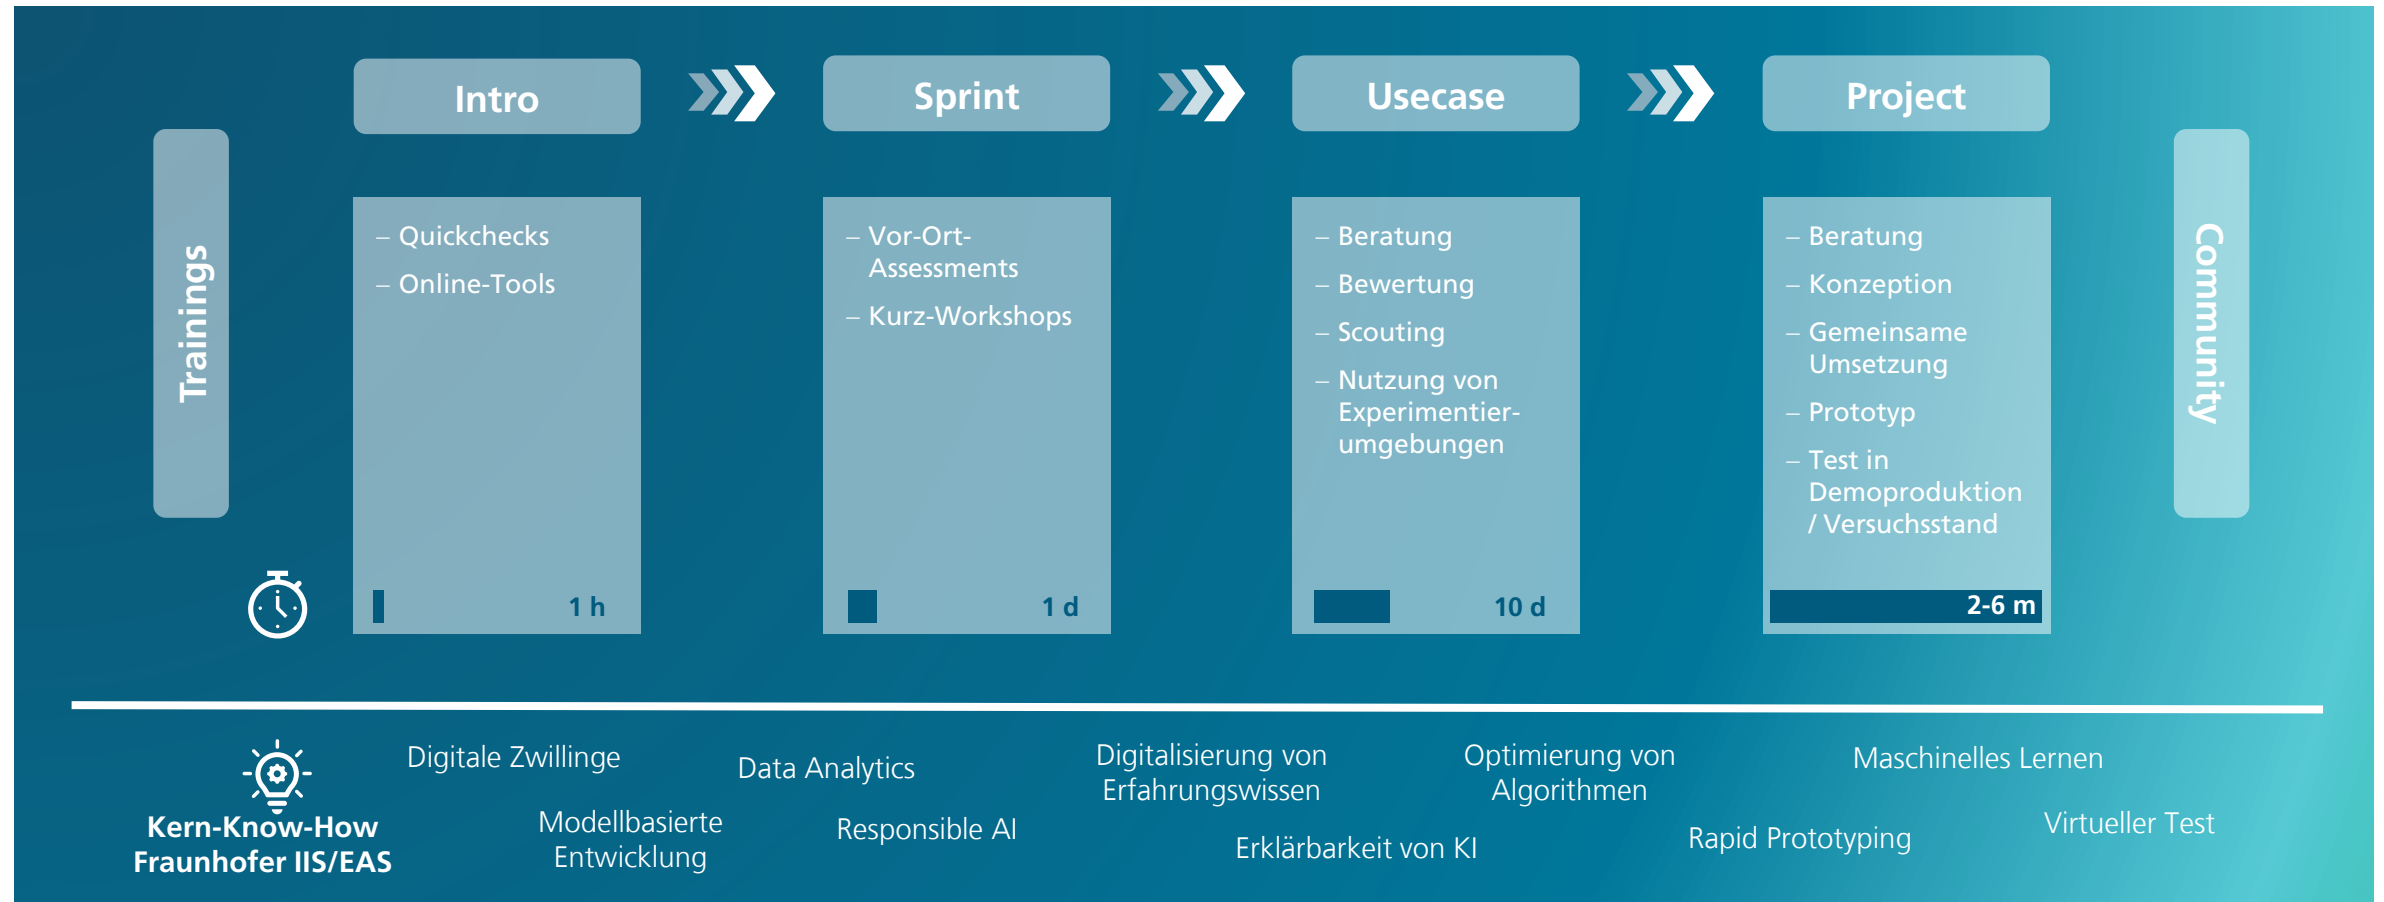 Intro
Sprint
Usecase
Project
Trainings
– Quickchecks
– Online-Tools
1 h
– Vor-Ort-
Assessments
– Kurz-Workshops
1 d
– Beratung
– Bewertung
– Scouting
– Nutzung von
Experimentier-
umgebungen
10 d
– Beratung
– Konzeption
– Gemeinsame
Umsetzung
– Prototyp
– Test in
Demoproduktion
/ Versuchsstand
2-6 m
Community
Kern-Know-How
Fraunhofer IIS/EAS
Digitale Zwillinge
Modellbasierte
Entwicklung
Data Analytics
Responsible AI
Digitalisierung von
Erfahrungswissen
Erklärbarkeit von KI
Optimierung von
Algorithmen
Rapid Prototyping
Maschinelles Lernen
Virtueller Test